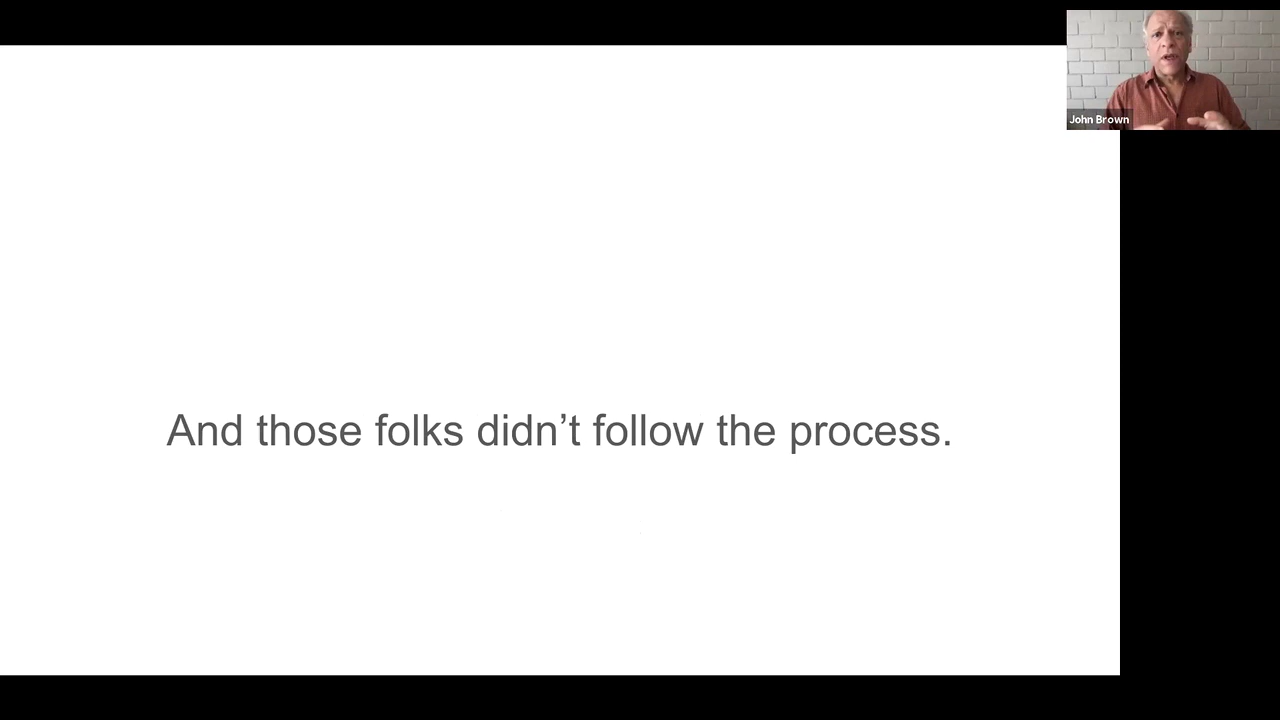 John Brown
And those folks didn’t follow the process.